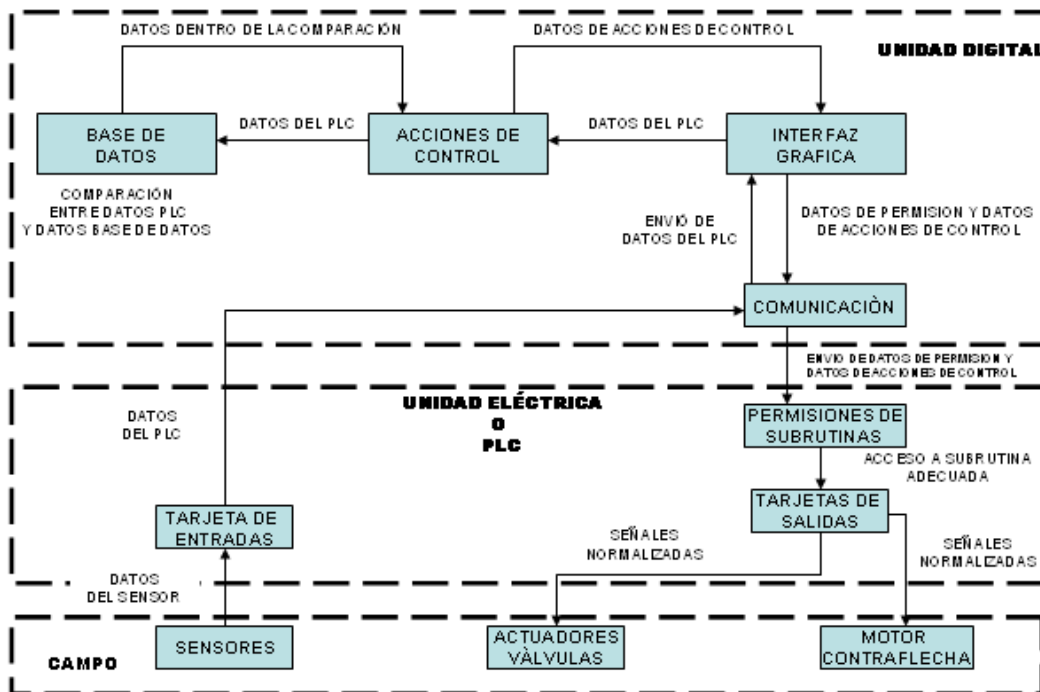 DATOS DENTRO DE LA COMPARACIÓN
DATOS DE ACCIONES DE CONTROL
UNIDAD DIGITAL
BASE DE
DATOS
DATOS DEL PLC
ACCIONES DE
CONTROL
DATOS DEL PLC
INTERFAZ
GRAFICA
COMPARACIÓN
ENTRE DATOS PLC
Y DATOS BASE DE DATOS
ENVIÓ DE
DATOS DEL PLC
DATOS DE PERMISION Y DATOS
DE ACCIONES DE CONTROL
COMUNICACIÒN
ENVIO DE DATOS DE PERMISION Y
DATOS DE ACCIONES DE CONTROL
UNIDAD ELÉCTRICA
O
PLC
DATOS
DEL PLC
PERMISIONES DE
SUBRUTINAS
ACCESO A SUBRUTINA
ADECUADA
TARJETAS DE
SALIDAS
TARJETA DE
ENTRADAS
SEÑALES
NORMALIZADAS
SEÑALES
NORMALIZADAS
DATOS
DEL SENSOR
CAMPO
SENSORES
ACTUADORES
VÀLVULAS
MOTOR
CONTRAFLECHA